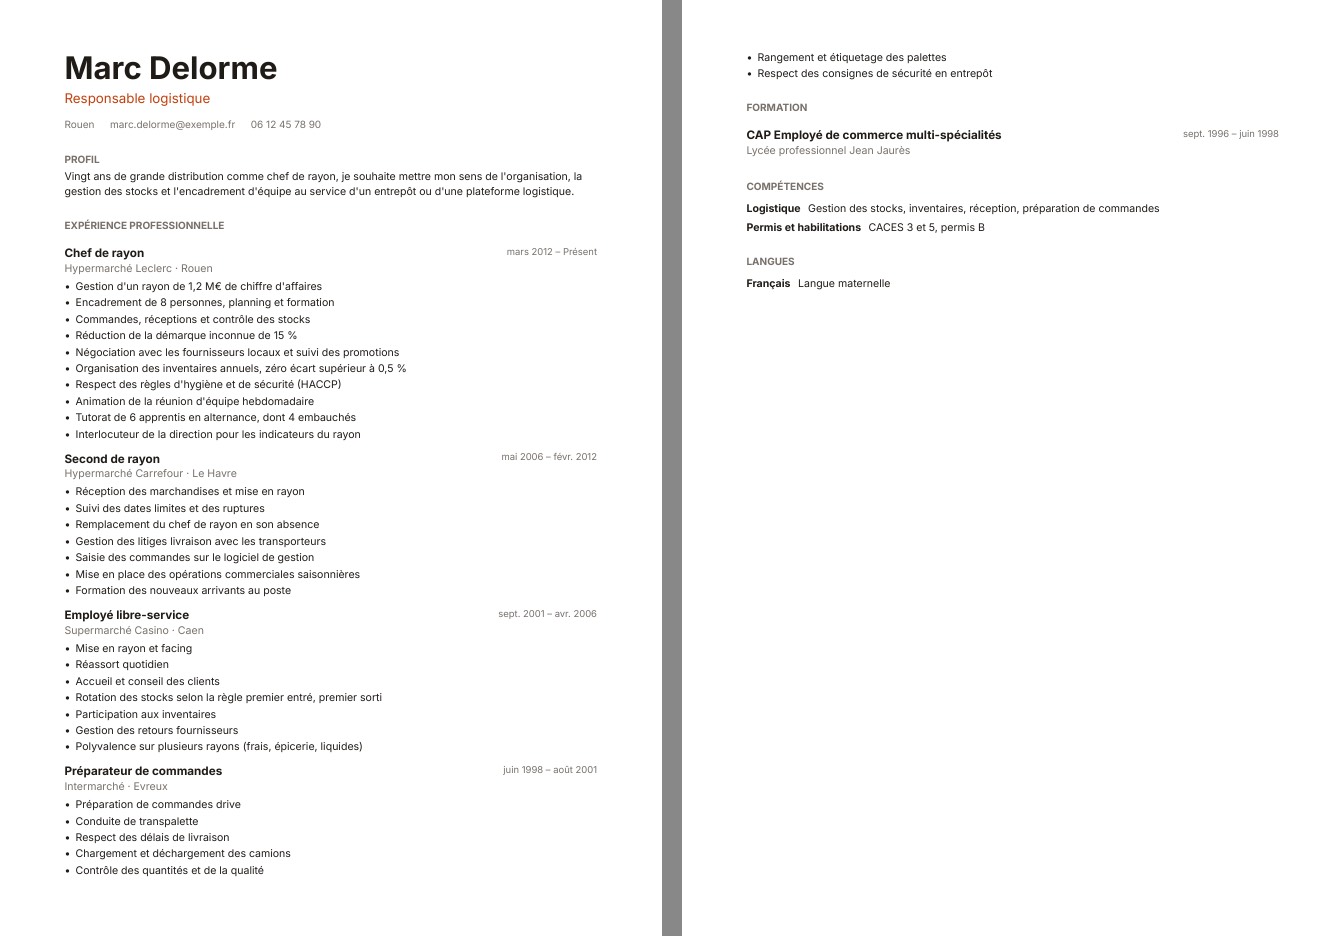 Marc Delorme
Responsable logistique
Rouen marc.delorme@exemple.fr 06 12 45 78 90
PROFIL
Vingt ans de grande distribution comme chef de rayon, je souhaite mettre mon sens de l'organisation, la
gestion des stocks et l'encadrement d'équipe au service d'un entrepôt ou d'une plateforme logistique.
EXPÉRIENCE PROFESSIONNELLE
Chef de rayon mars 2012 – Présent
Hypermarché Leclerc · Rouen
• Gestion d'un rayon de 1,2 M€ de chiffre d'affaires
• Encadrement de 8 personnes, planning et formation
• Commandes, réceptions et contrôle des stocks
• Réduction de la démarque inconnue de 15 %
• Négociation avec les fournisseurs locaux et suivi des promotions
• Organisation des inventaires annuels, zéro écart supérieur à 0,5 %
• Respect des règles d'hygiène et de sécurité (HACCP)
• Animation de la réunion d'équipe hebdomadaire
• Tutorat de 6 apprentis en alternance, dont 4 embauchés
• Interlocuteur de la direction pour les indicateurs du rayon
Second de rayon mai 2006 – févr. 2012
Hypermarché Carrefour · Le Havre
• Réception des marchandises et mise en rayon
• Suivi des dates limites et des ruptures
• Remplacement du chef de rayon en son absence
• Gestion des litiges livraison avec les transporteurs
• Saisie des commandes sur le logiciel de gestion
• Mise en place des opérations commerciales saisonnières
• Formation des nouveaux arrivants au poste
Employé libre-service sept. 2001 – avr. 2006
Supermarché Casino · Caen
• Mise en rayon et facing
• Réassort quotidien
• Accueil et conseil des clients
• Rotation des stocks selon la règle premier entré, premier sorti
• Participation aux inventaires
• Gestion des retours fournisseurs
• Polyvalence sur plusieurs rayons (frais, épicerie, liquides)
Préparateur de commandes juin 1998 – août 2001
Intermarché · Evreux
• Préparation de commandes drive
• Conduite de transpalette
• Respect des délais de livraison
• Chargement et déchargement des camions
• Contrôle des quantités et de la qualité
• Rangement et étiquetage des palettes
• Respect des consignes de sécurité en entrepôt
FORMATION
CAP Employé de commerce multi-spécialités sept. 1996 – juin 1998
Lycée professionnel Jean Jaurès
COMPÉTENCES
Logistique Gestion des stocks, inventaires, réception, préparation de commandes
Permis et habilitations CACES 3 et 5, permis B
LANGUES
Français Langue maternelle